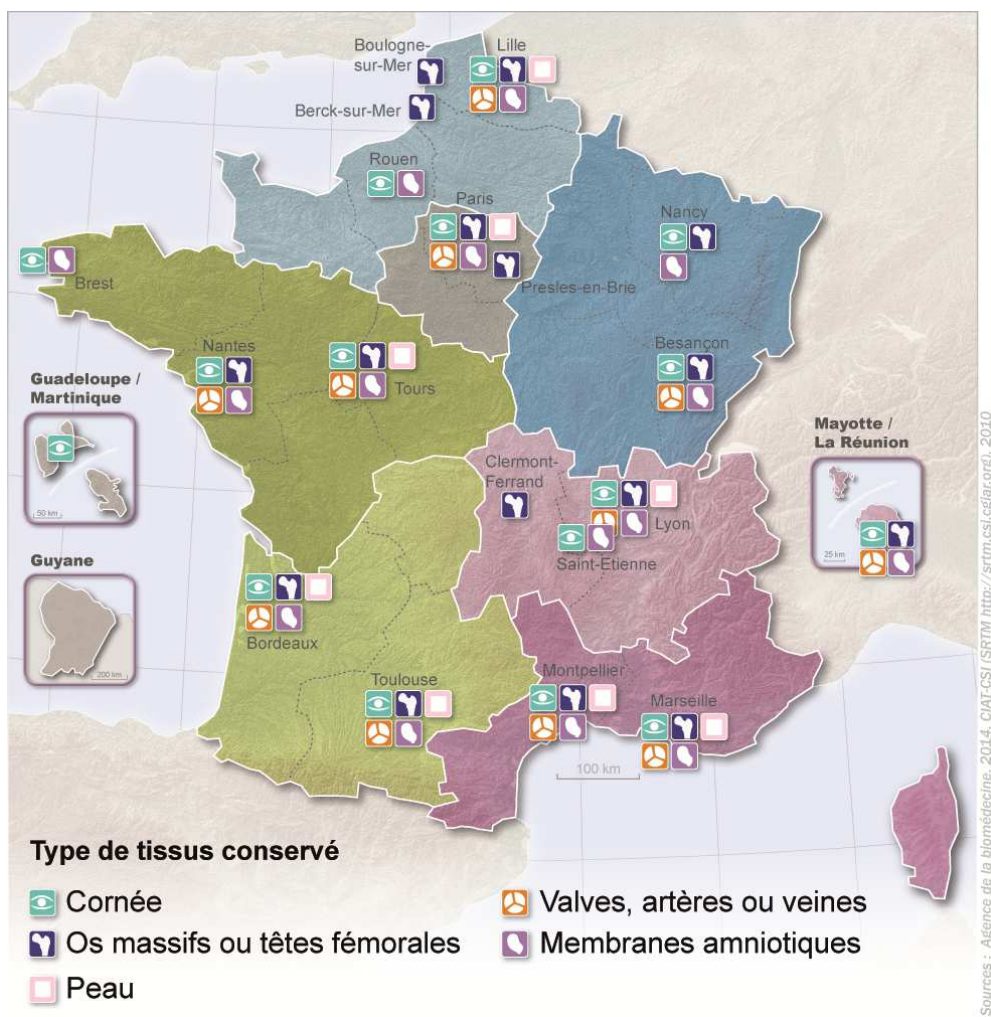 Boulogne-
sur-Mer
Lille
Berck-sur-Mer
Rouen
Paris
Nancy
Brest
Presles-en-Brie
Nantes
Besançon
Tours
Guadeloupe /
Martinique
50 km
Mayotte /
La Réunion
25 km
Clermont-
Ferrand
Lyon
Saint-Etienne
Guyane
200 km
Bordeaux
Toulouse
Montpellier
Marseille
100 km
Type de tissus conservé
Cornée
Os massifs ou têtes fémorales
Peau
Valves, artères ou veines
Membranes amniotiques
Sources : Agence de la biomédecine, 2014, CIAT-CSI (SRTM http://srtm.csi.cgiar.org), 2010